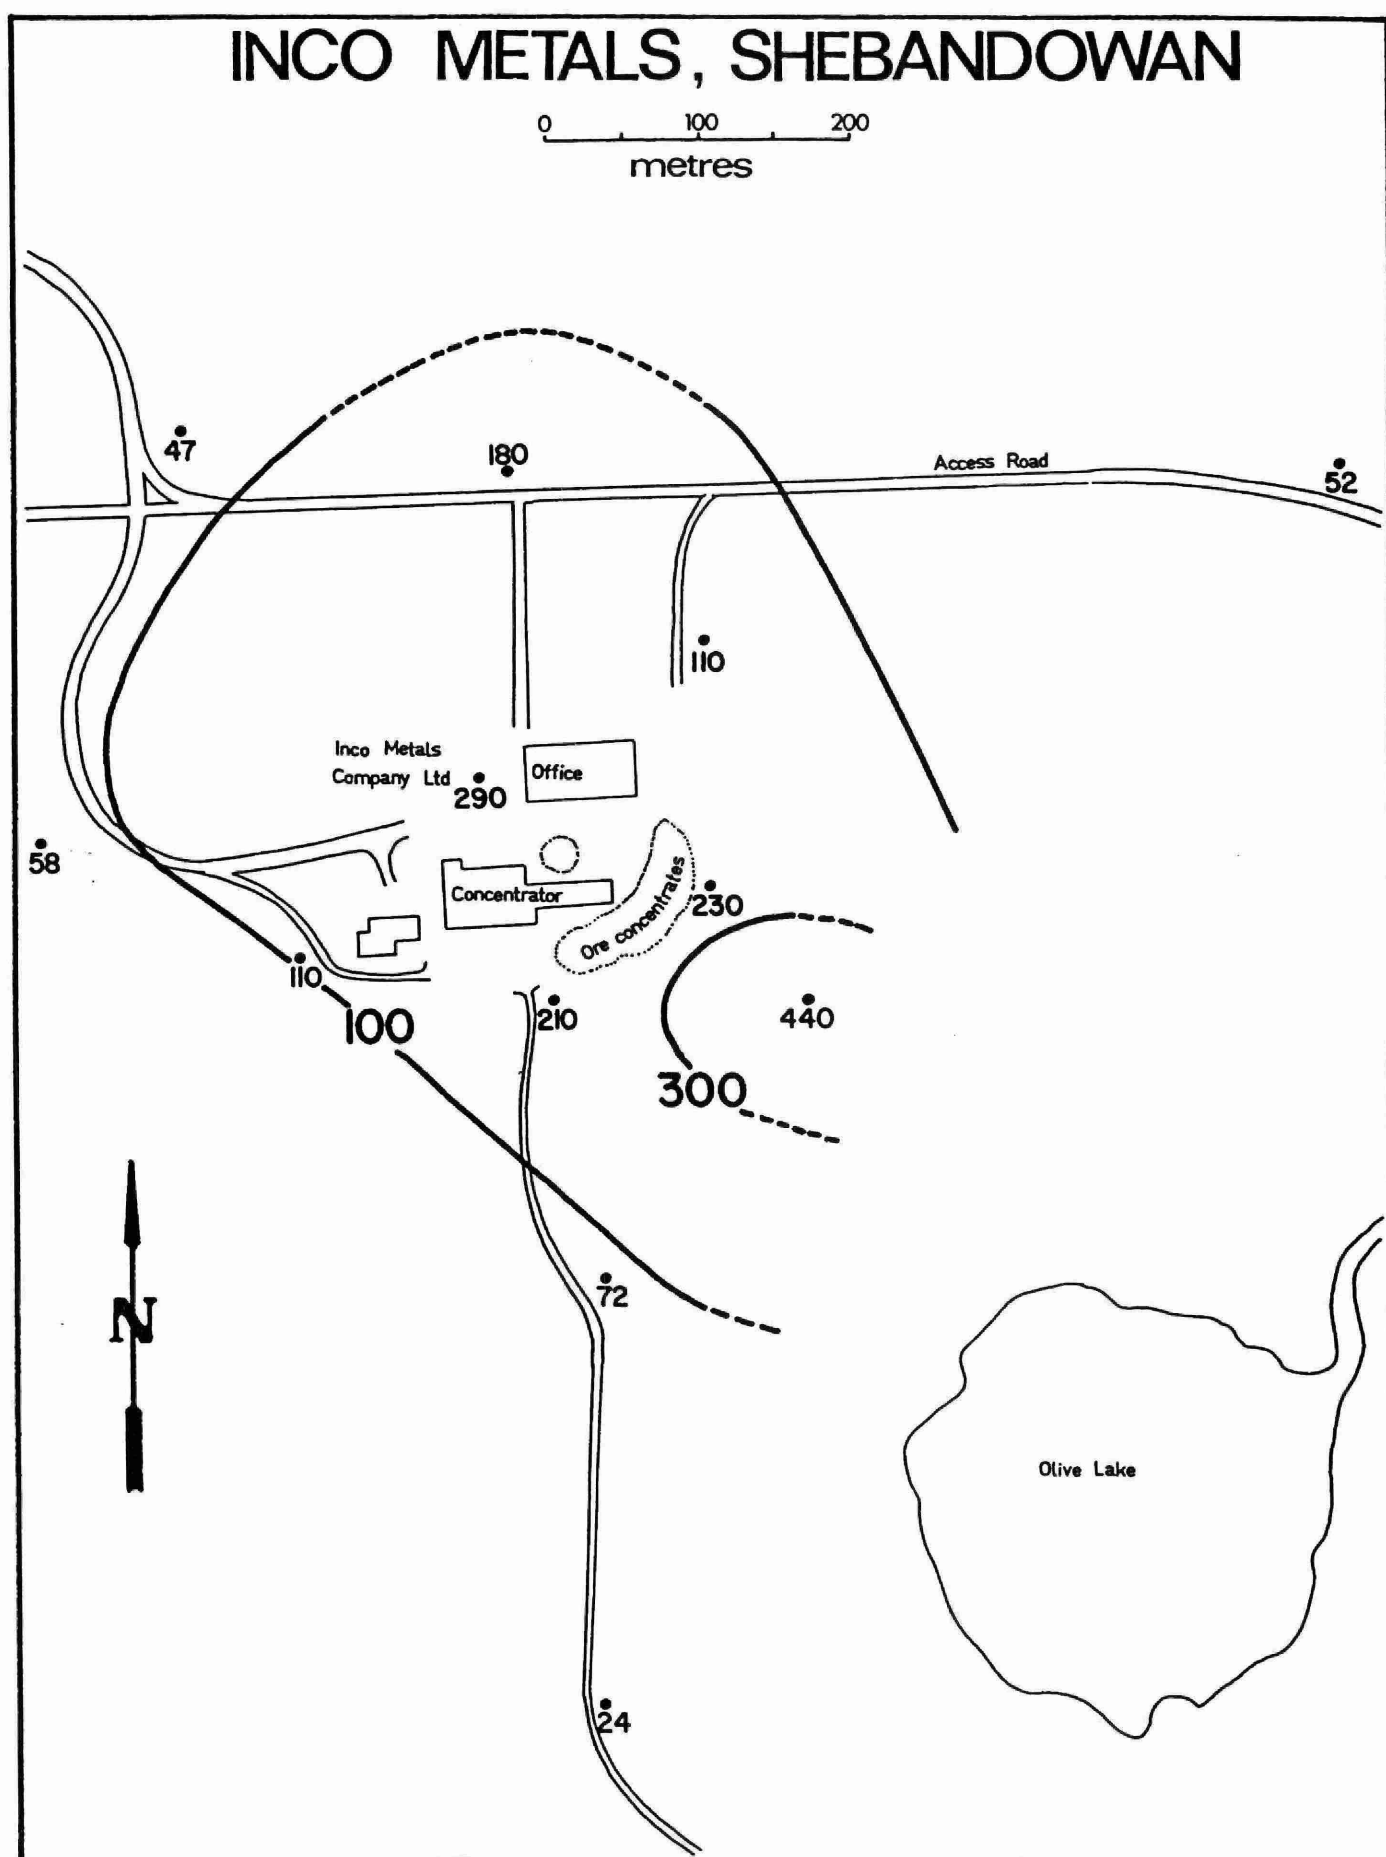 INCO METALS, SHEBANDOWAN
0 100 200
metres
47
180
Access Road
52
110
Inco Metals
Company Ltd
290
Office
58
Concentrator
Ore concentrates
230
110
100
210
440
300
72
N
Olive Lake
24